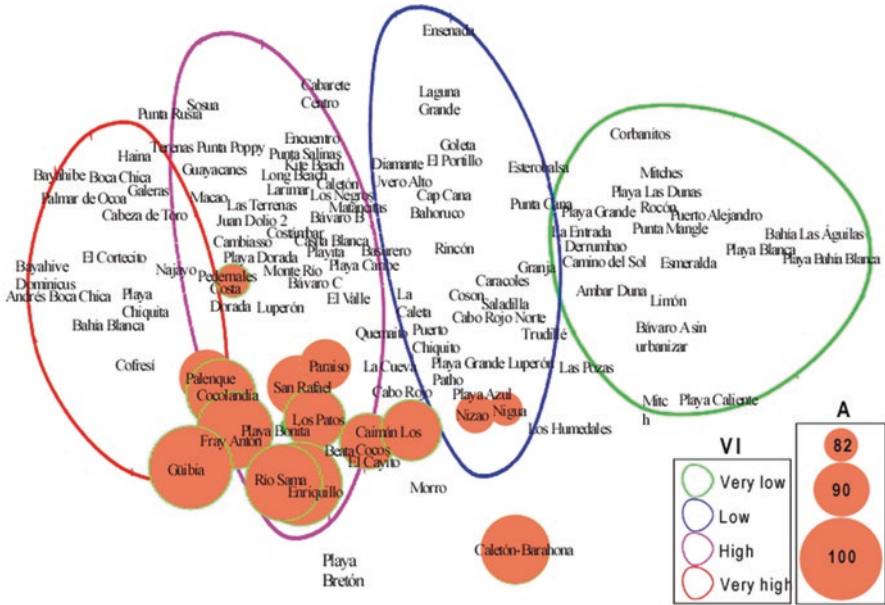 Ensenada
Cabarete
Centro
Laguna
Grande
Sosua
Punta Rusia
Corbanitos
Encuentro
Goleta
Terenas Punta Poppy
Punta Salinas
Haina
El Portillo
Diamante
Kite Beach
Esterobalsa
Guayacanes
Mitches
Bayahibe
Boca Chica
Long Beach
Caletón
Uvero Alto
Galeras
Larimar
Playa Las Dunas
Palmar de Ocoa
Macao
Los Negros
Cap Cana
Las Terrenas
Matancitas
Punta Cana
Rocón
Cabeza de Toro
Bahoruco
Playa Grande
Puerto Alejandro
Juan Dolio 2
Bávaro B
Punta Mangle
Costámbar
La Entrada
Bahía Las Águilas
Cambiasso
Casita Blanca
Basurero
Rincón
Derrumbao
Playa Blanca
Playita
El Cortecito
Playa Dorada
Camino del Sol
Esmeralda
Playa Bahía Blanca
Bayahive
Najayo
Monte Río
Playa Caribe
Granja
Dominicus
Pedernales
Bávaro C
Caracoles
Costa
Ambar Duna
Andrés Boca Chica
Playa
Chiquita
El Valle
La
Caleta
Coson
Saladilla
Limón
Dorada
Luperón
Cabo Rojo Norte
Bahía Blanca
Quemaito
Puerto
Chiquito
Trudillé
Bávaro A sin
urbanizar
Cofresí
Paraiso
La Cueva
Playa Grande Luperón
Las Pozas
Palenque
San Rafael
Patho
Cocolandia
Cabo Rojo
Playa Azul
Mitc
h
Playa Caliente
Nizao
Nigua
Los Patos
Playa Bonita
Caimán
Los
Los Humedales
Fray Antón
Beata
Cocos
El Cayito
Güibia
Río Sama
Enriquillo
Morro
Caletón-Barahona
Playa
Bretón
VI
Very low
Low
High
Very high
A
82
90
100